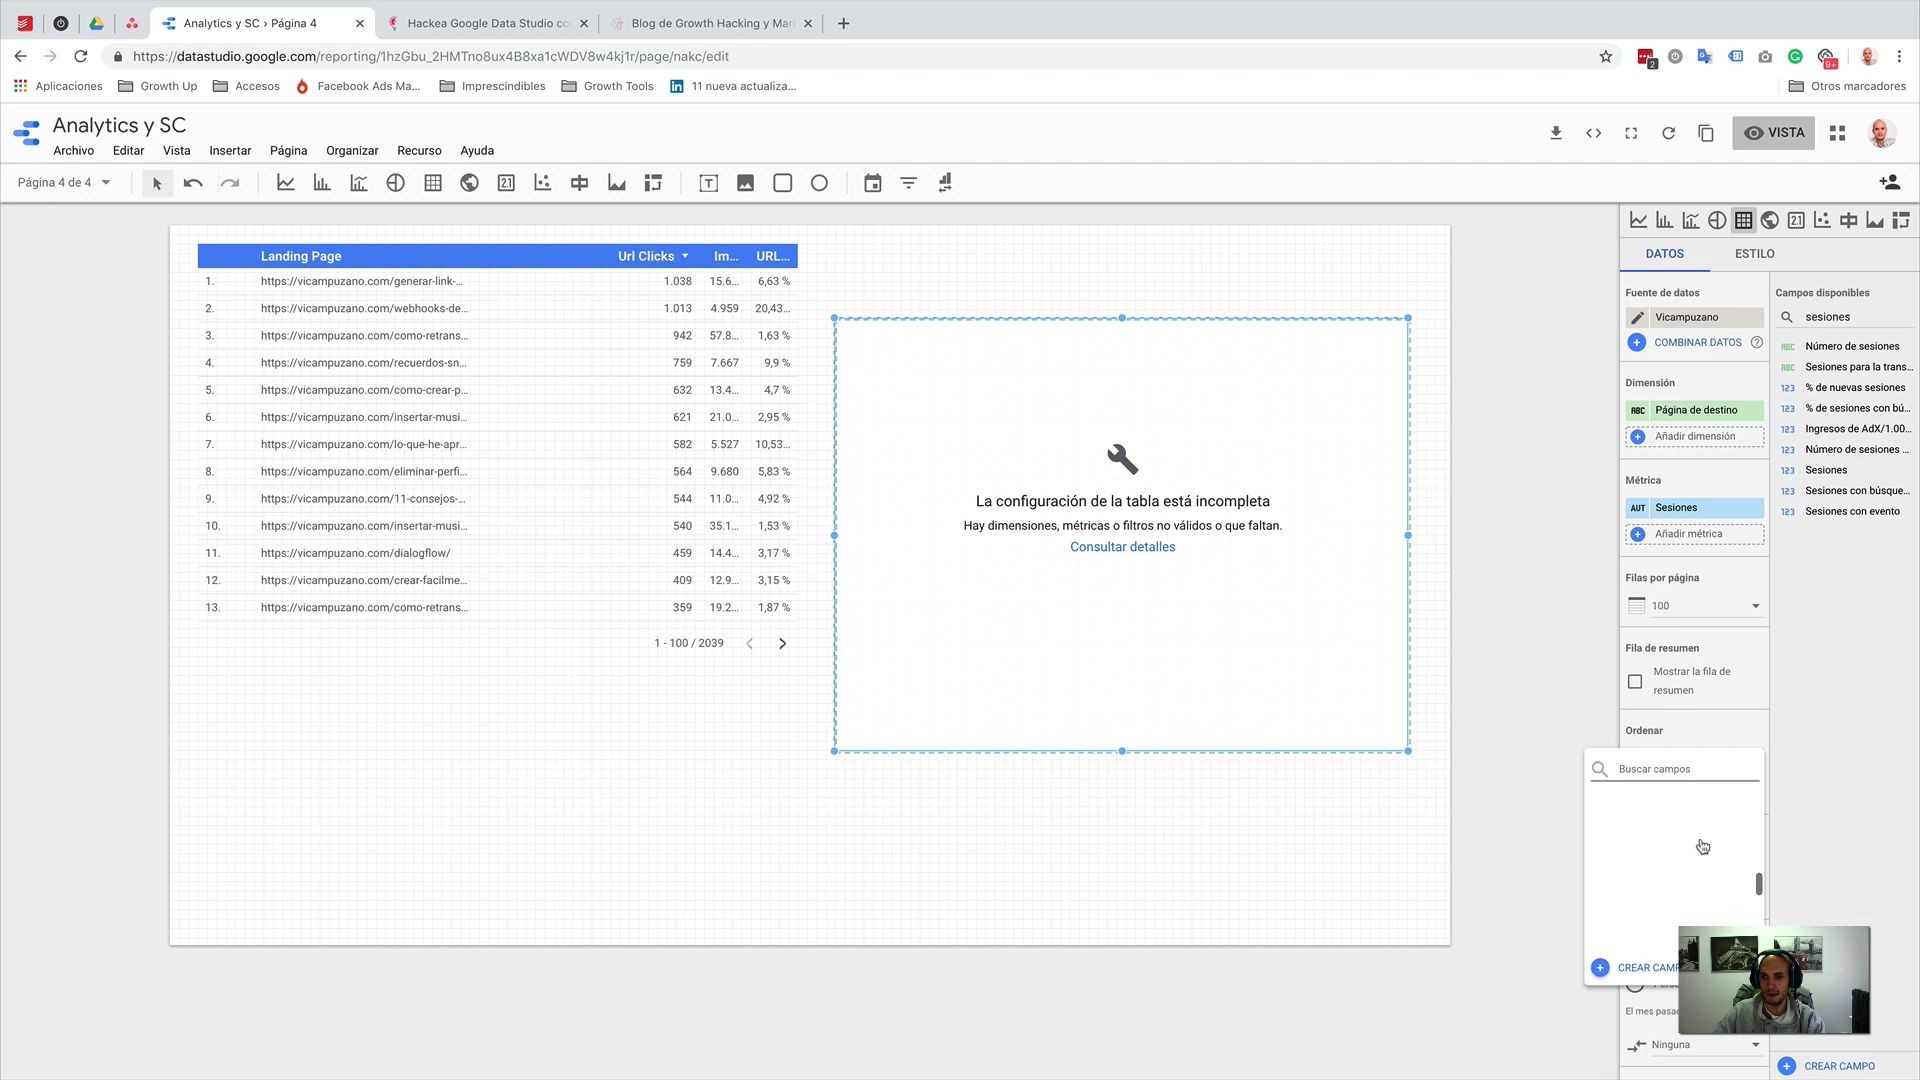 Analytics y SC › Página 4
Hackea Google Data Studio co
Blog de Growth Hacking y Mar
https://datastudio.google.com/reporting/1hzGbu_2HMTno8ux4B8xa1cWDV8w4kj1r/page/nakc/edit
2
9+
Aplicaciones
Growth Up
Accesos
Facebook Ads Ma...
Imprescindibles
Growth Tools
11 nueva actualiza...
Otros marcadores
Analytics y SC
Archivo Editar Vista Insertar Página Organizar Recurso Ayuda
VISTA
Página 4 de 4
Landing Page Url Clicks Im... URL...
1. https://vicampuzano.com/generar-link-... 1.038 15.6... 6,63 %
2. https://vicampuzano.com/webhooks-de... 1.013 4.959 20,43...
3. https://vicampuzano.com/como-retrans... 942 57.8... 1,63 %
4. https://vicampuzano.com/recuerdos-sn... 759 7.667 9,9 %
5. https://vicampuzano.com/como-crear-p... 632 13.4... 4,7 %
6. https://vicampuzano.com/insertar-musi... 621 21.0... 2,95 %
7. https://vicampuzano.com/lo-que-he-apr... 582 5.527 10,53...
8. https://vicampuzano.com/eliminar-perfi... 564 9.680 5,83 %
9. https://vicampuzano.com/11-consejos-... 544 11.0... 4,92 %
10. https://vicampuzano.com/insertar-musi... 540 35.1... 1,53 %
11. https://vicampuzano.com/dialogflow/ 459 14.4... 3,17 %
12. https://vicampuzano.com/crear-facilme... 409 12.9... 3,15 %
13. https://vicampuzano.com/como-retrans... 359 19.2... 1,87 %
1 - 100 / 2039
La configuración de la tabla está incompleta
Hay dimensiones, métricas o filtros no válidos o que faltan.
Consultar detalles
DATOS
ESTILO
Fuente de datos
Vicampuzano
COMBINAR DATOS
Dimensión
ABC Página de destino
Añadir dimensión
Métrica
AUT Sesiones
Añadir métrica
Filas por página
100
Fila de resumen
Mostrar la fila de
resumen
Ordenar
Buscar campos
CREAR CAMP
El mes pasad
Ninguna
Campos disponibles
sesiones
ABC Número de sesiones
ABC Sesiones para la trans...
123 % de nuevas sesiones
123 % de sesiones con bú...
123 Ingresos de AdX/1.00...
123 Número de sesiones ...
123 Sesiones
123 Sesiones con búsque...
123 Sesiones con evento
CREAR CAMPO